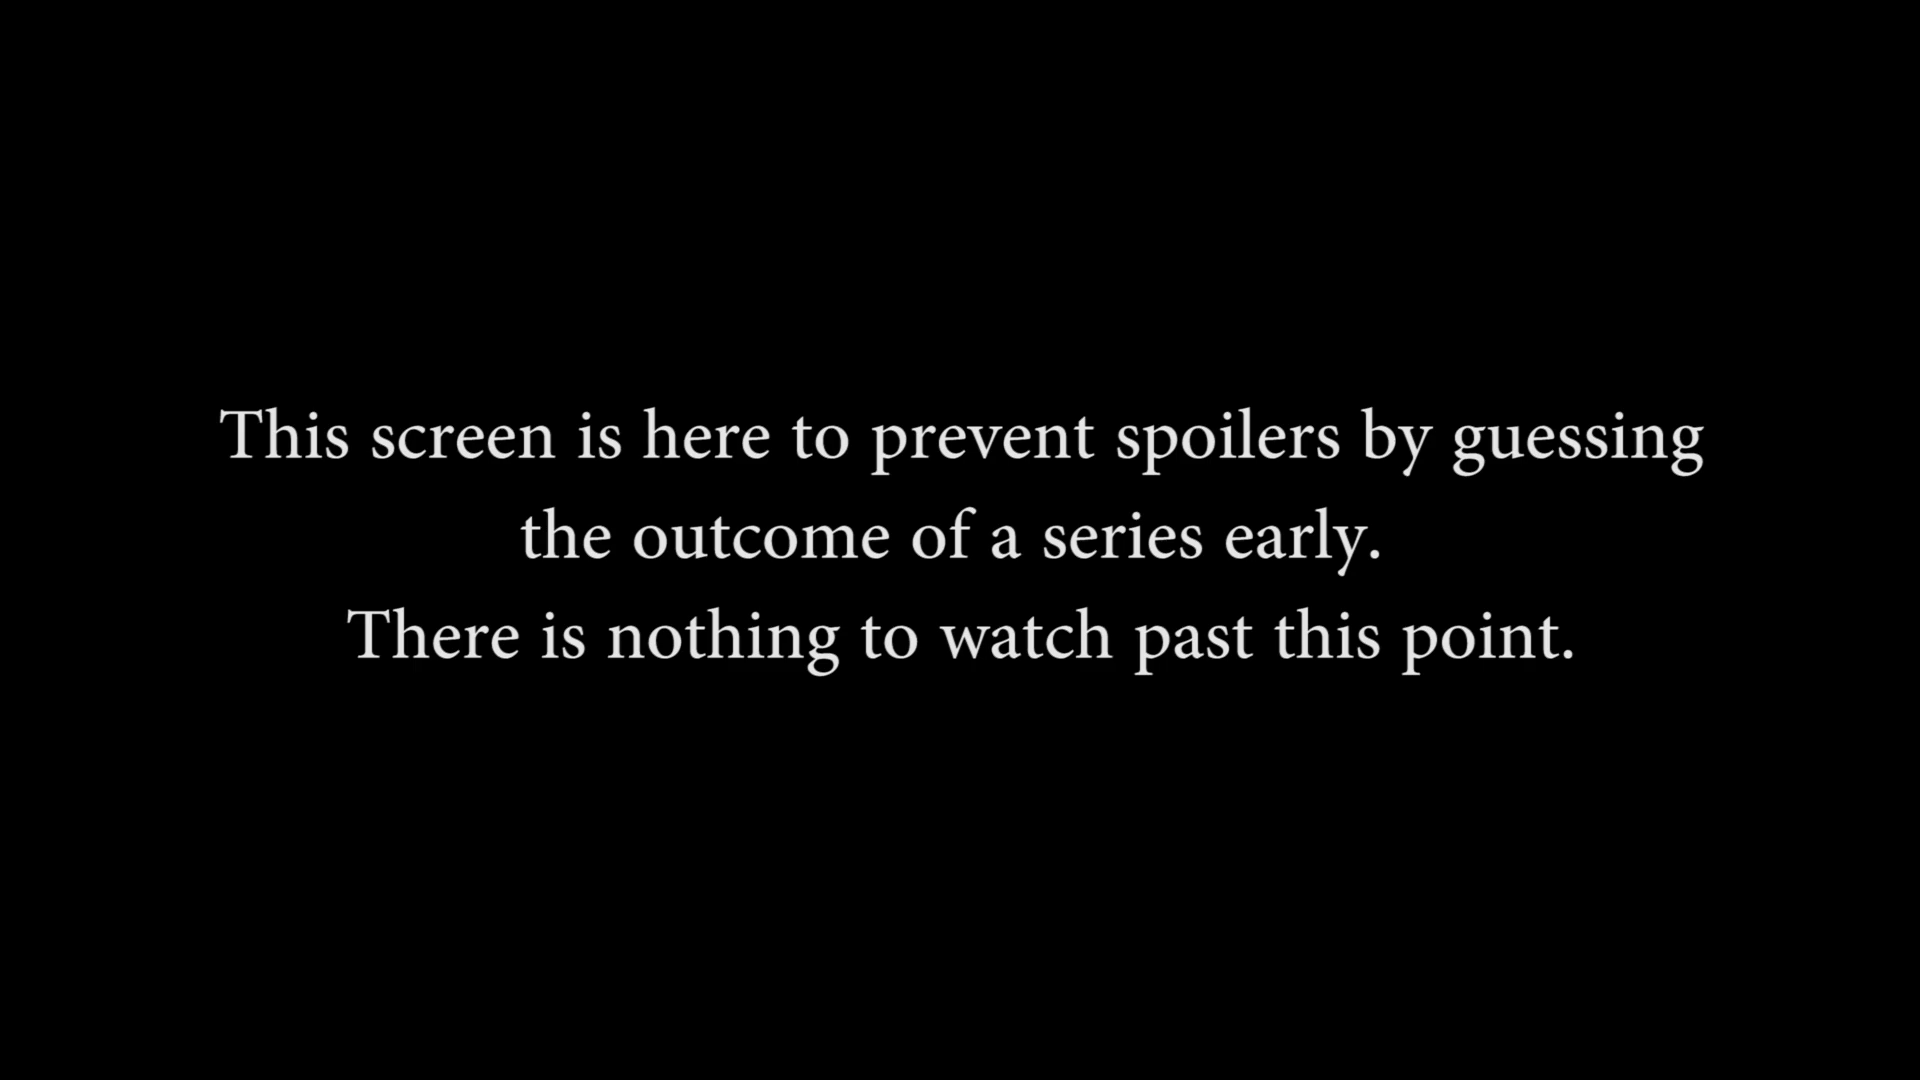 This screen is here to prevent spoilers by guessing
the outcome of a series early.
There is nothing to watch past this point.